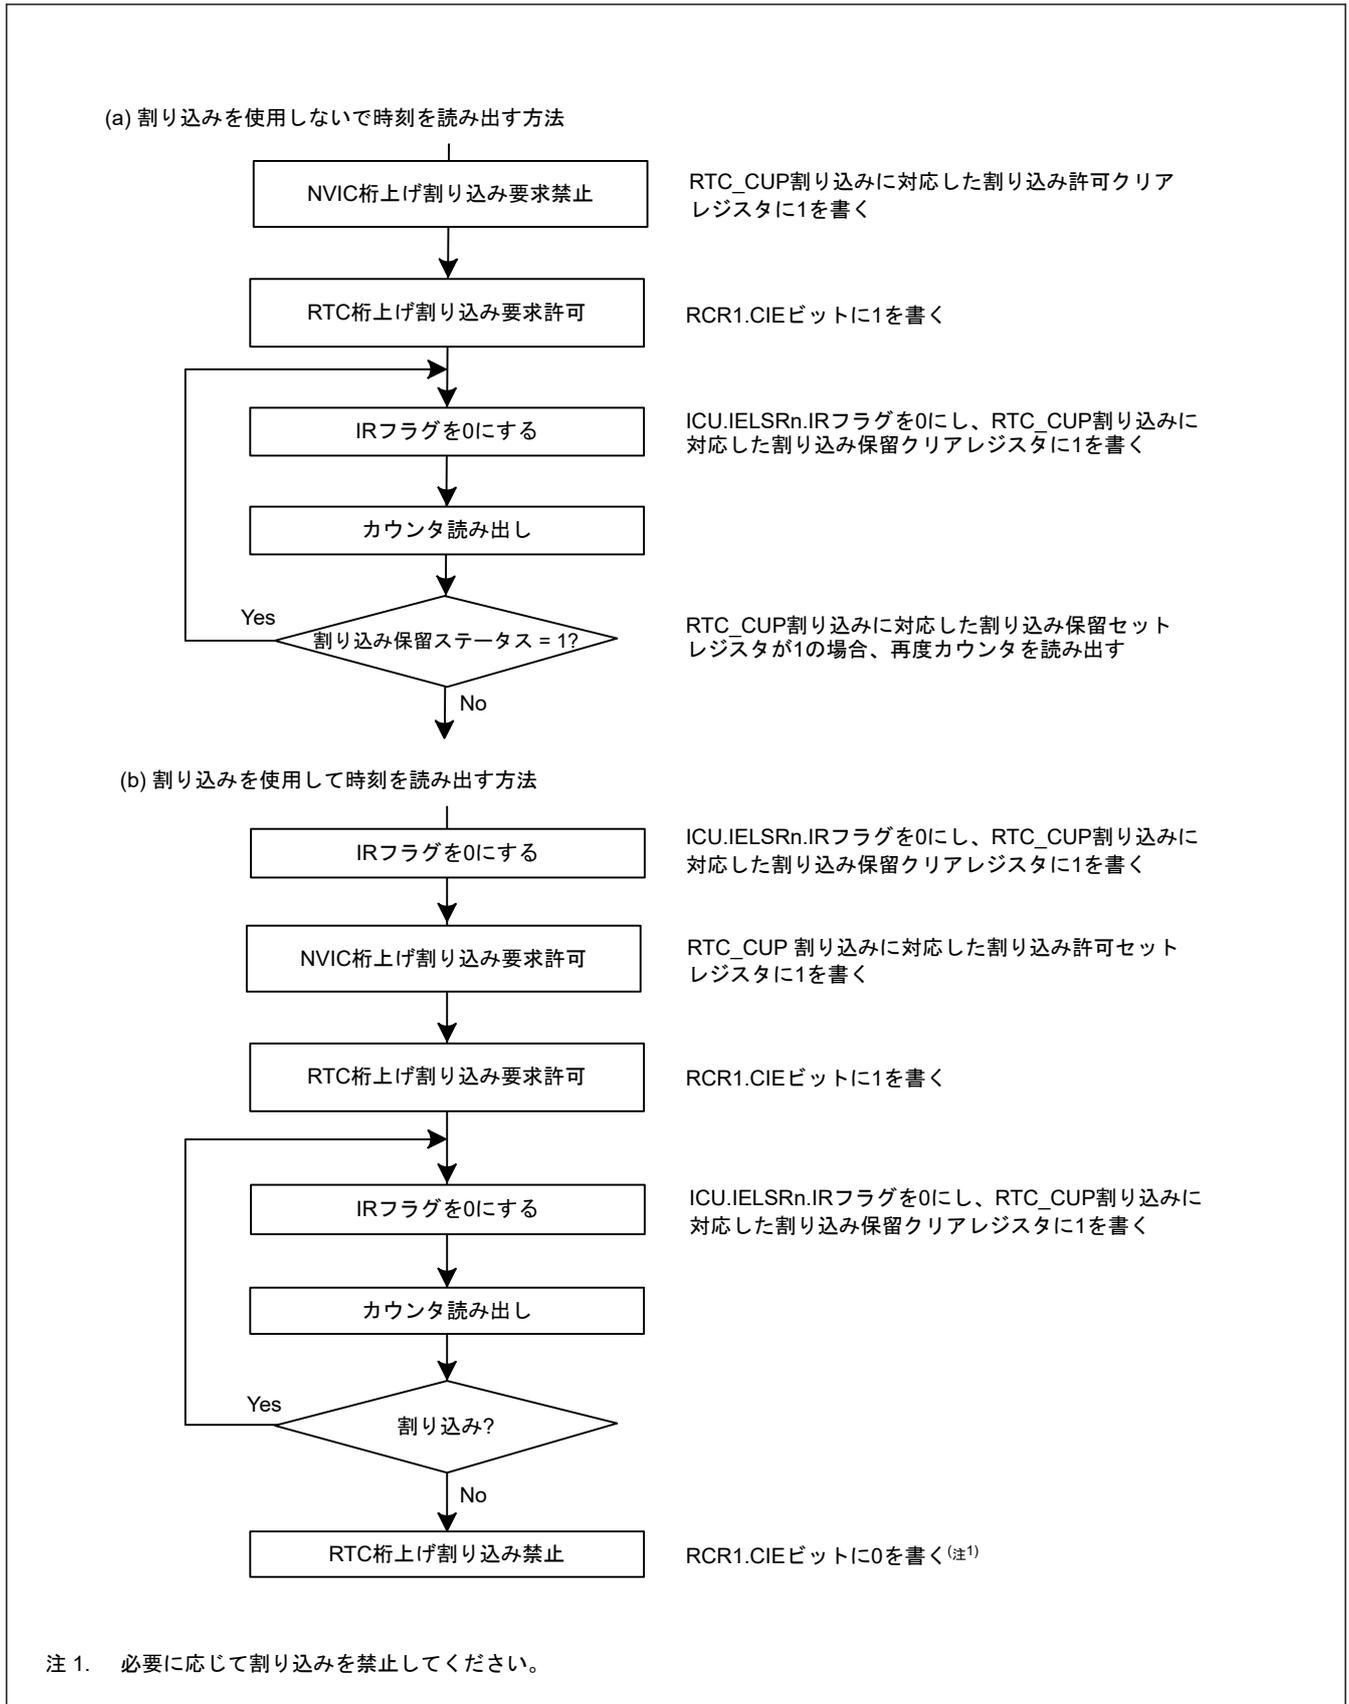 (a) 割り込みを使用しないで時刻を読み出す方法
NVIC桁上げ割り込み要求禁止
RTC_CUP割り込みに対応した割り込み許可クリア
レジスタに1を書く
RTC桁上げ割り込み要求許可
RCR1.CIEビットに1を書く
IRフラグを0にする
ICU.IELSRn.IRフラグを0にし、RTC_CUP割り込みに
対応した割り込み保留クリアレジスタに1を書く
カウンタ読み出し
Yes
割り込み保留ステータス = 1?
RTC_CUP割り込みに対応した割り込み保留セット
レジスタが1の場合、再度カウンタを読み出す
No
(b) 割り込みを使用して時刻を読み出す方法
IRフラグを0にする
ICU.IELSRn.IRフラグを0にし、RTC_CUP割り込みに
対応した割り込み保留クリアレジスタに1を書く
NVIC桁上げ割り込み要求許可
RTC_CUP 割り込みに対応した割り込み許可セット
レジスタに1を書く
RTC桁上げ割り込み要求許可
RCR1.CIEビットに1を書く
IRフラグを0にする
ICU.IELSRn.IRフラグを0にし、RTC_CUP割り込みに
対応した割り込み保留クリアレジスタに1を書く
カウンタ読み出し
Yes
割り込み?
No
RTC桁上げ割り込み禁止
RCR1.CIEビットに0を書く(注1)
注 1. 必要に応じて割り込みを禁止してください。